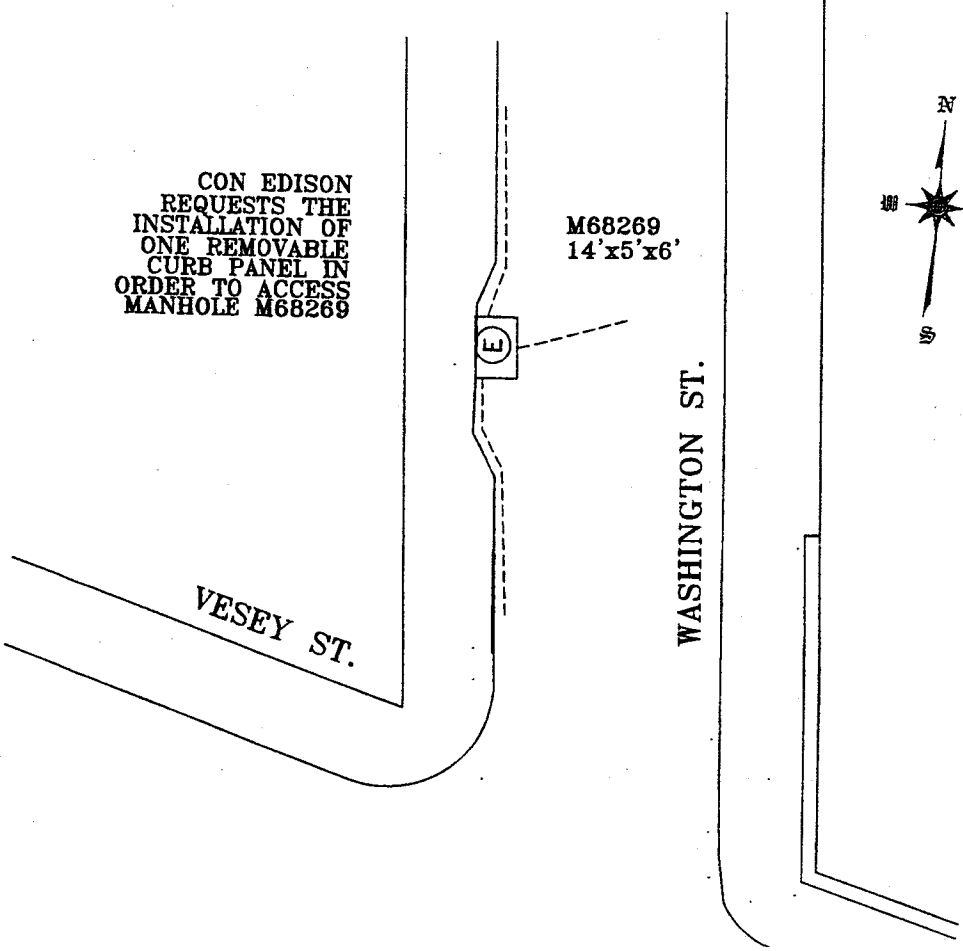 CON EDISON
REQUESTS THE
INSTALLATION OF
ONE REMOVABLE
CURB PANEL IN
ORDER TO ACCESS
MANHOLE M68269
M68269
14'x5'x6'
E
WASHINGTON ST.
VESEY ST.
N
S